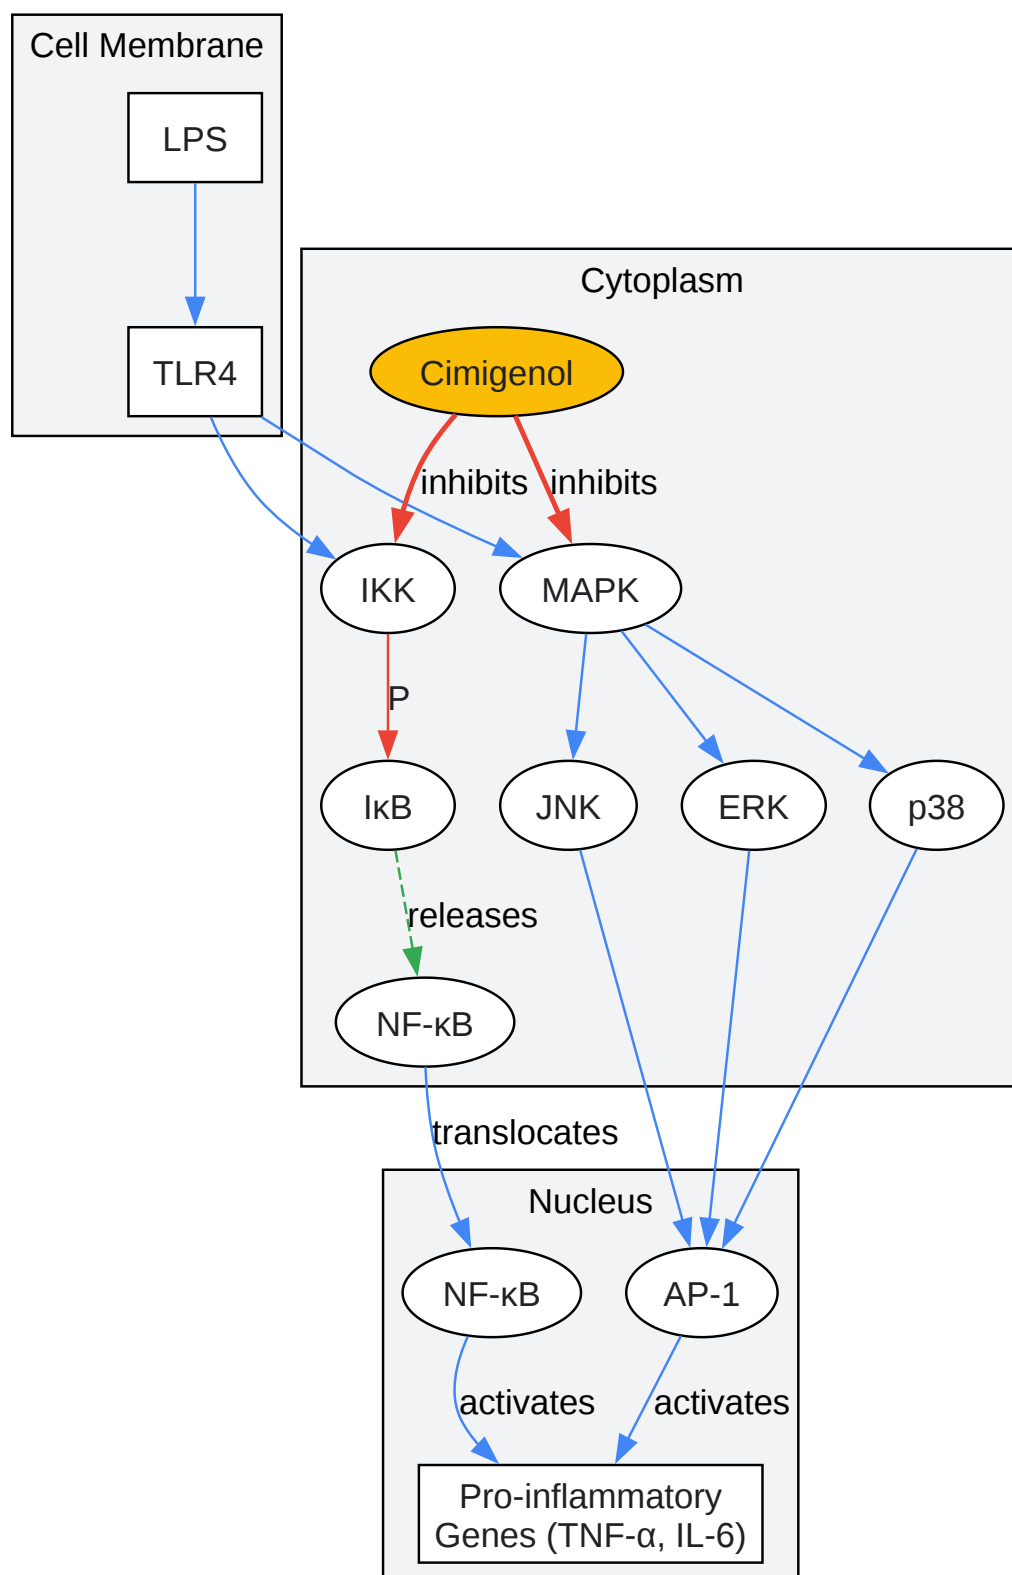 Cell Membrane
LPS
TLR4
Cytoplasm
Cimigenol
inhibits
inhibits
IKK
MAPK
P
IκB
JNK
ERK
p38
releases
NF-κB
translocates
Nucleus
NF-κB
AP-1
activates
activates
Pro-inflammatory
Genes (TNF-α, IL-6)